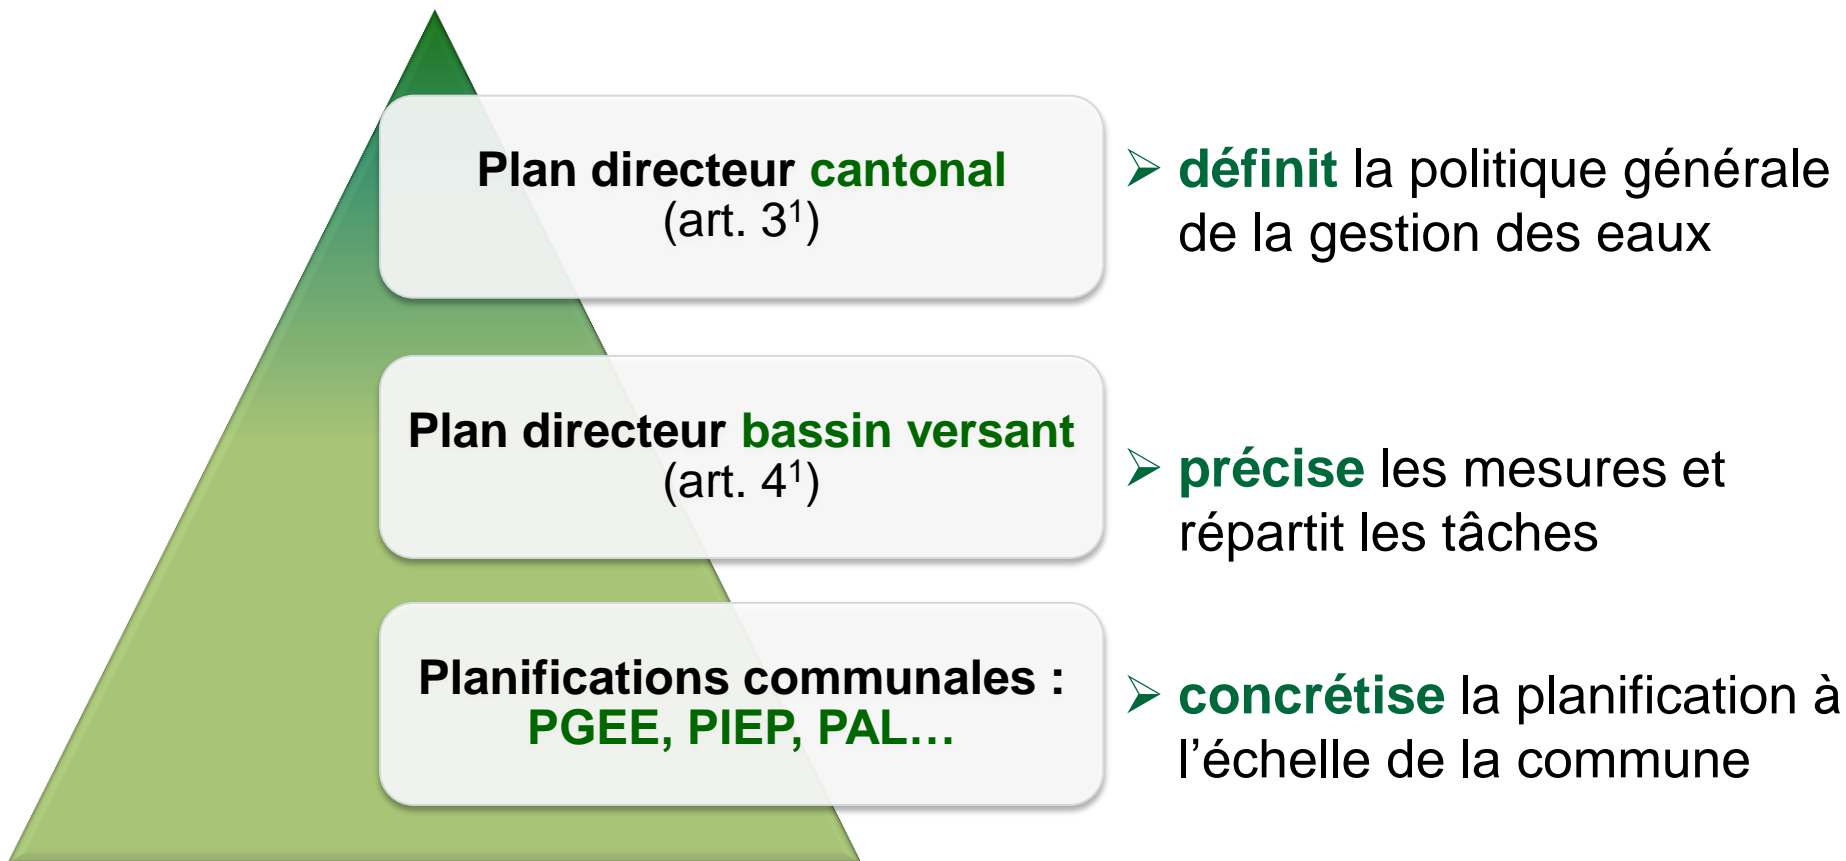 Plan directeur cantonal
(art. 3¹)
➢ définit la politique générale
de la gestion des eaux
Plan directeur bassin versant
(art. 4¹)
➢ précise les mesures et
répartit les tâches
Planifications communales :
PGEE, PIEP, PAL…
➢ concrétise la planification à
l’échelle de la commune